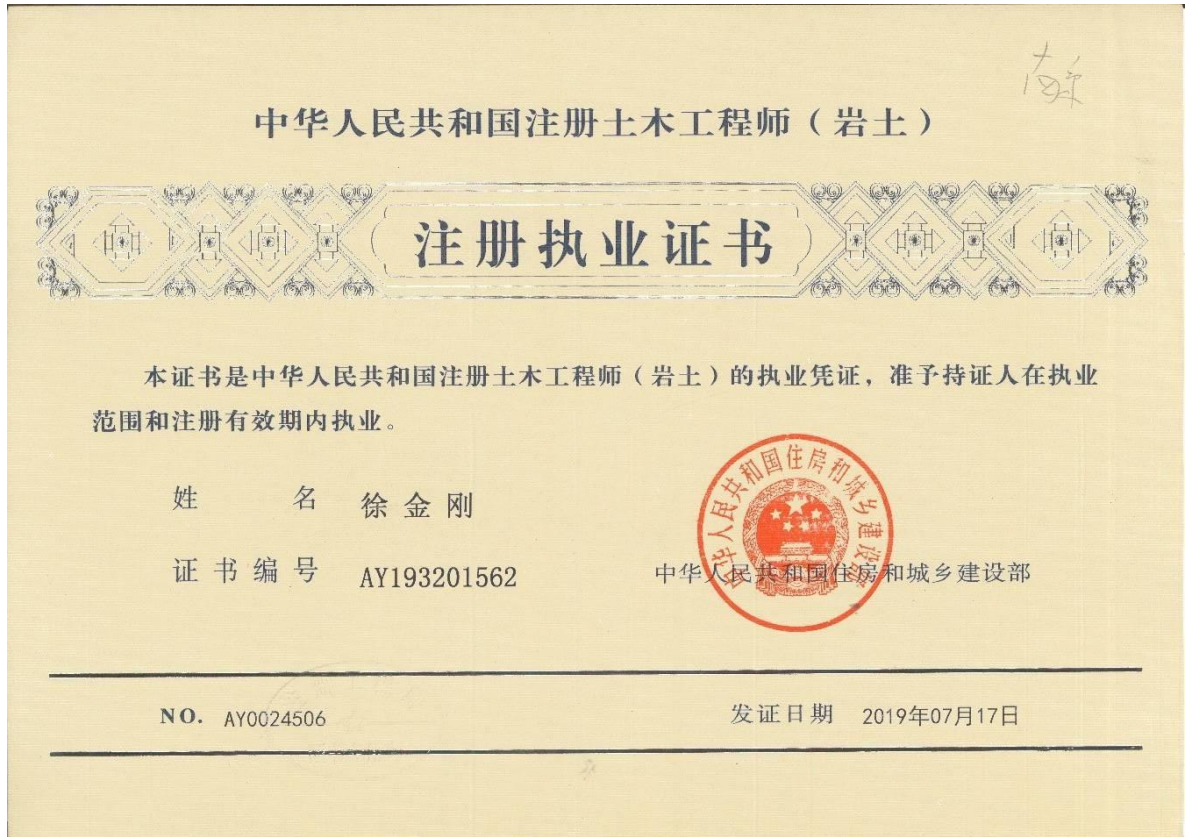 中华人民共和国注册土木工程师（岩土）
注册执业证书
本证书是中华人民共和国注册土木工程师（岩土）的执业凭证，准予持证人在执业
范围和注册有效期内执业。
姓 名 徐金刚
证书编号 AY193201562
中华人民共和国住房和城乡建设部
中华人民共和国住房和城乡建设部
NO. AY0024506
发证日期 2019年07月17日